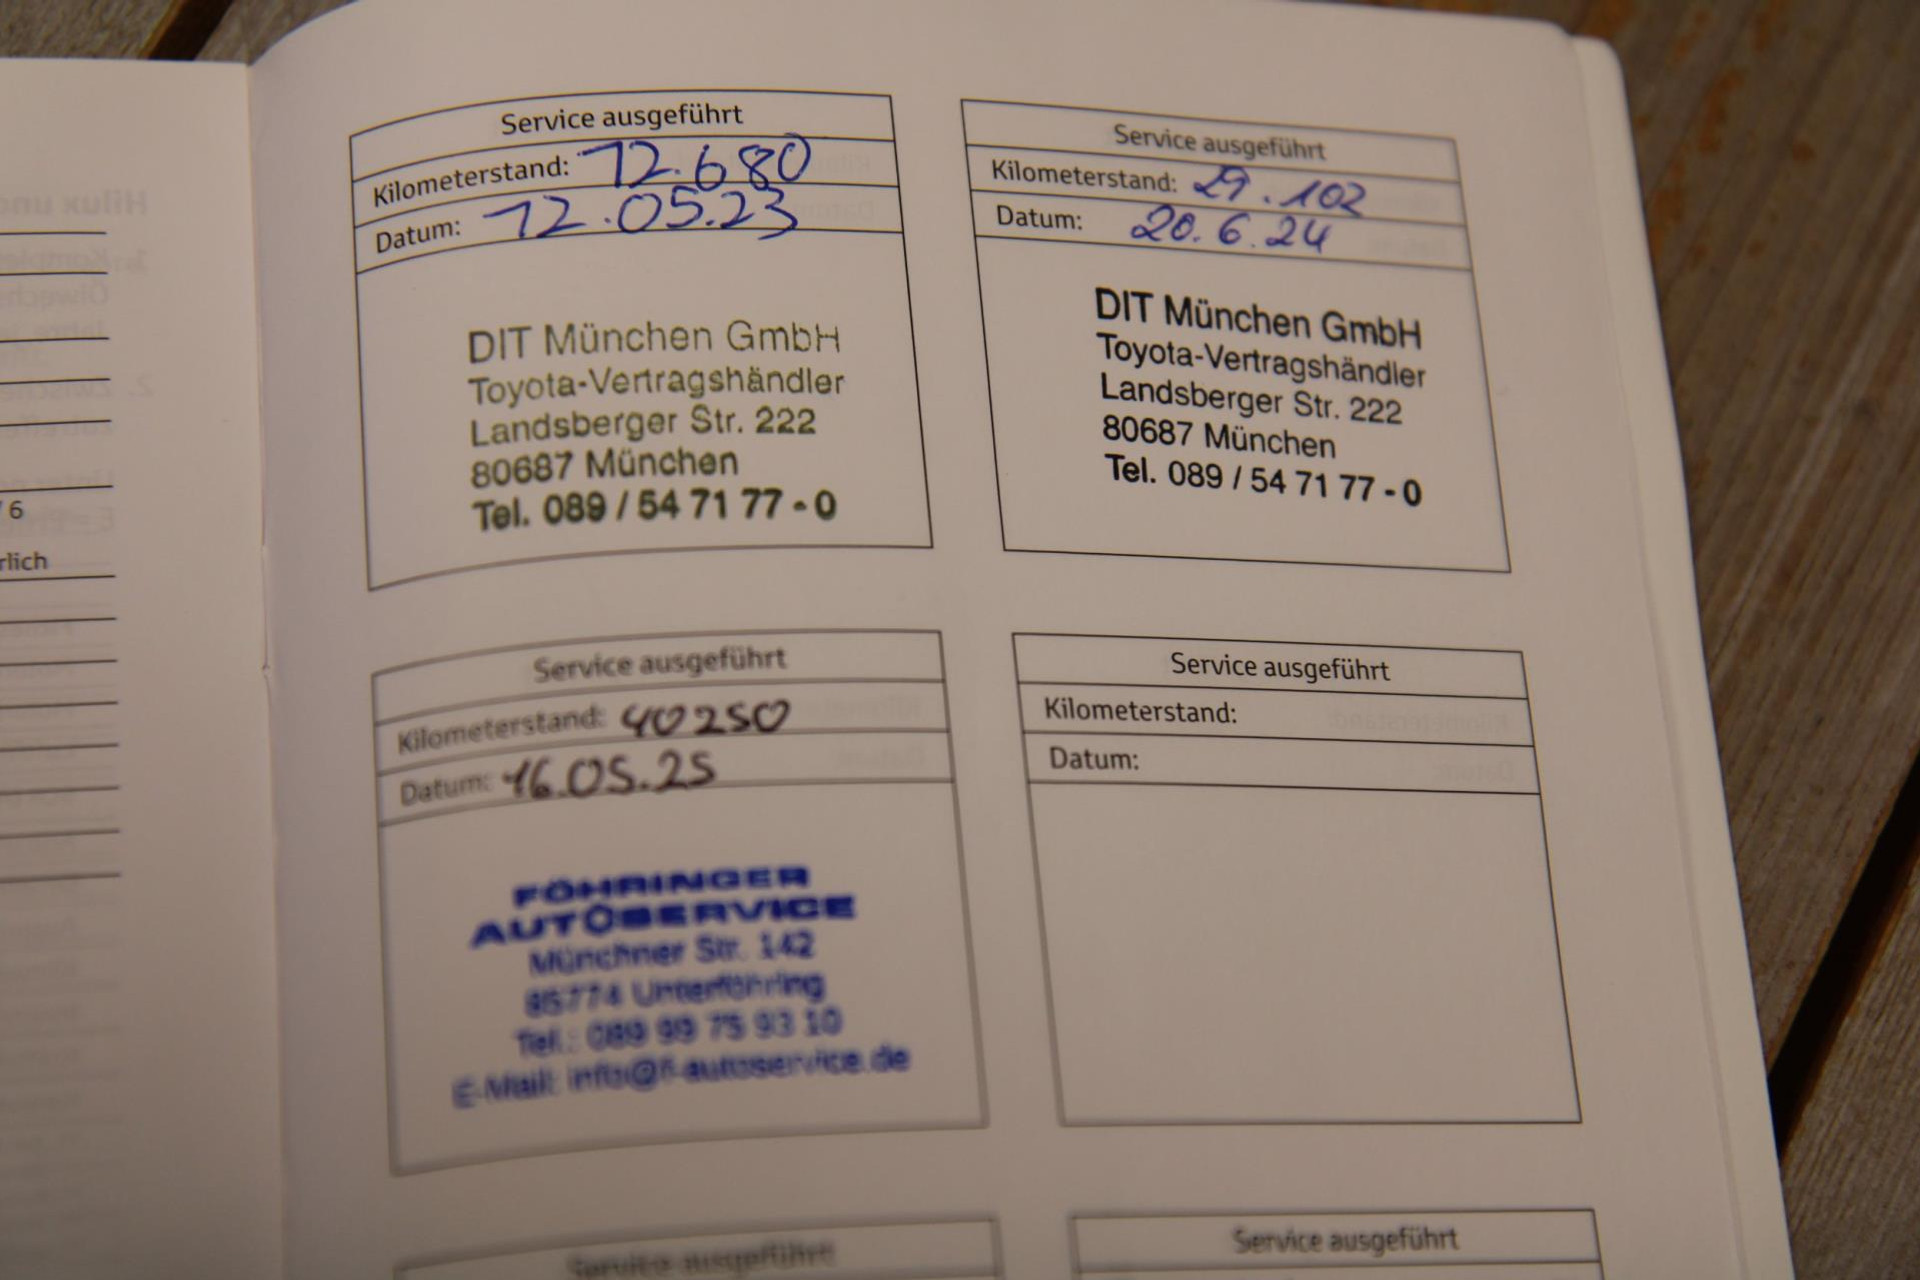 / 6
rlich
Service ausgeführt
Kilometerstand: 12.680
Datum: 12.05.23
DIT München GmbH
Toyota-Vertragshändler
Landsberger Str. 222
80687 München
Tel. 089 / 54 71 77 - 0
Service ausgeführt
Kilometerstand: 29.102
Datum: 20.6.24
DIT München GmbH
Toyota-Vertragshändler
Landsberger Str. 222
80687 München
Tel. 089 / 54 71 77 - 0
Service ausgeführt
Kilometerstand: 40250
Datum: 16.05.25
FÖHRINGER
AUTOSERVICE
Münchner Str. 142
85774 Unterföhring
Tel.: 089 99 75 93 10
E-Mail: info@f-autoservice.de
Service ausgeführt
Kilometerstand:
Datum:
Service ausgeführt
Service ausgeführt